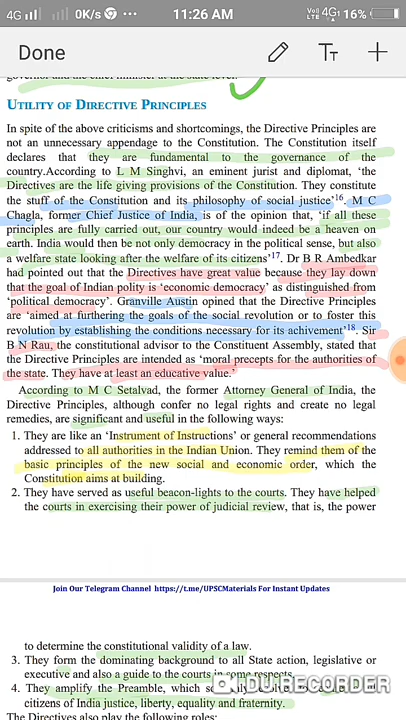 4G 0K/s ... 11:26 AM VoI) LTE 4G1 16%
Done TT +
governor and the chief minister at the state level.
UTILITY OF DIRECTIVE PRINCIPLES
In spite of the above criticisms and shortcomings, the Directive Principles are
not an unnecessary appendage to the Constitution. The Constitution itself
declares that they are fundamental to the governance of the
country.According to L M Singhvi, an eminent jurist and diplomat, ‘the
Directives are the life giving provisions of the Constitution. They constitute
the stuff of the Constitution and its philosophy of social justice’16. M C
Chagla, former Chief Justice of India, is of the opinion that, ‘if all these
principles are fully carried out, our country would indeed be a heaven on
earth. India would then be not only democracy in the political sense, but also
a welfare state looking after the welfare of its citizens’17. Dr B R Ambedkar
had pointed out that the Directives have great value because they lay down
that the goal of Indian polity is ‘economic democracy’ as distinguished from
‘political democracy’. Granville Austin opined that the Directive Principles
are ‘aimed at furthering the goals of the social revolution or to foster this
revolution by establishing the conditions necessary for its achivement’18. Sir
B N Rau, the constitutional advisor to the Constituent Assembly, stated that
the Directive Principles are intended as ‘moral precepts for the authorities of
the state. They have at least an educative value.’
According to M C Setalvad, the former Attorney General of India, the
Directive Principles, although confer no legal rights and create no legal
remedies, are significant and useful in the following ways:
1. They are like an ‘Instrument of Instructions’ or general recommendations
addressed to all authorities in the Indian Union. They remind them of the
basic principles of the new social and economic order, which the
Constitution aims at building.
2. They have served as useful beacon-lights to the courts. They have helped
the courts in exercising their power of judicial review, that is, the power
Join Our Telegram Channel https://t.me/UPSCMaterials For Instant Updates
to determine the constitutional validity of a law.
3. They form the dominating background to all State action, legislative or
executive and also a guide to the courts in some respects.
4. They amplify the Preamble, which
citizens of India justice, liberty, equality and fraternity.
DU RECORDER
The Directives also play the following roles: